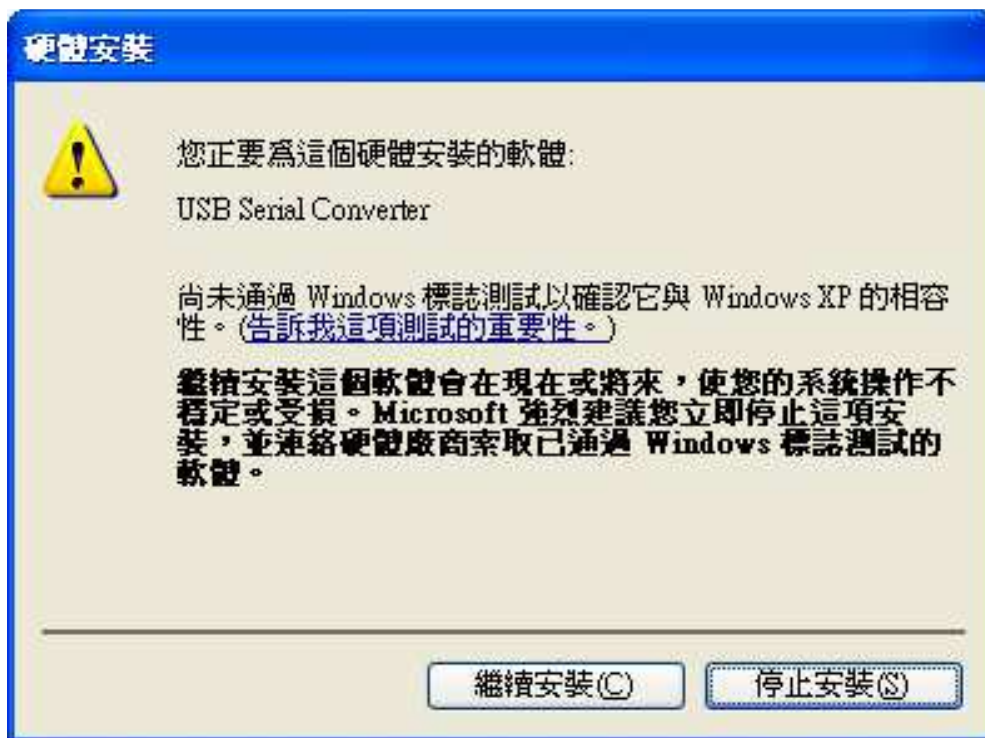 硬體安裝
您正要為這個硬體安裝的軟體:
USB Serial Converter
尚未通過 Windows 標誌測試以確認它與 Windows XP 的相容
性。(告訴我這項測試的重要性。)
繼續安裝這個軟體會在現在或將來，使您的系統操作不
穩定或受損。Microsoft 強烈建議您立即停止這項安
裝，並連絡硬體廠商索取已通過 Windows 標誌測試的
軟體。
繼續安裝(C)
停止安裝(S)